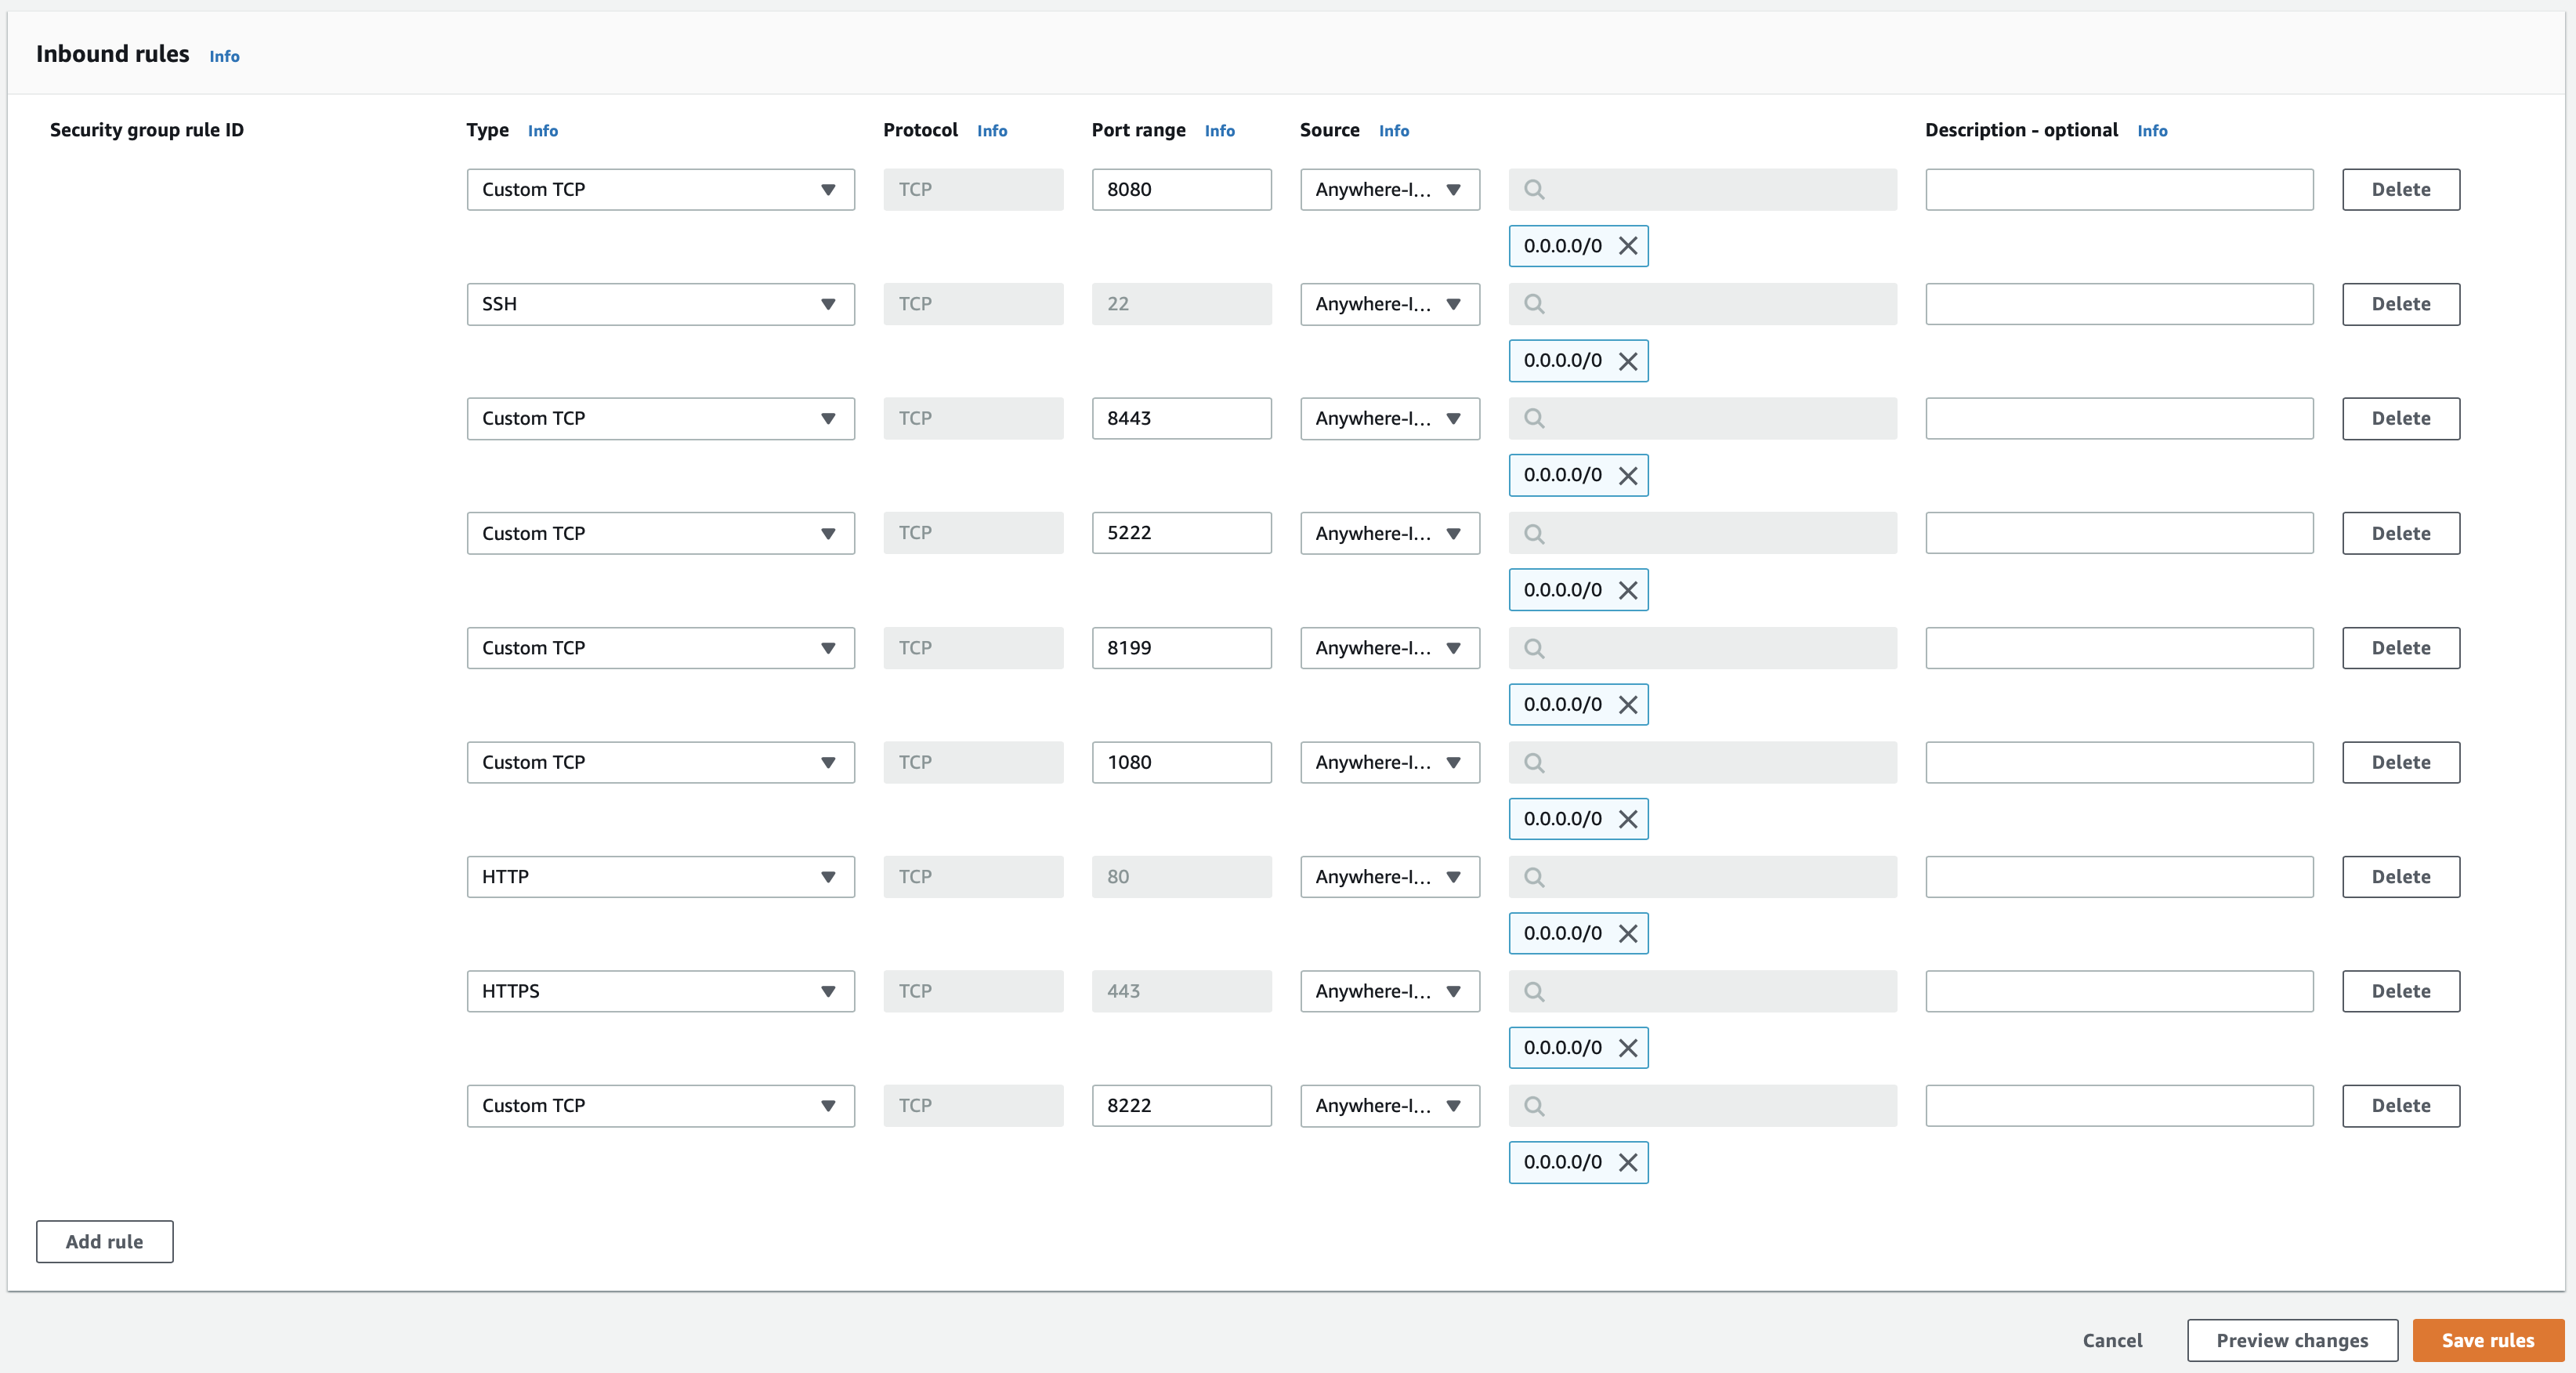 Inbound rules Info
Security group rule ID Type Info Protocol Info Port range Info Source Info Description - optional Info
Custom TCP TCP 8080 Anywhere-I... Delete
0.0.0.0/0
SSH TCP 22 Anywhere-I... Delete
0.0.0.0/0
Custom TCP TCP 8443 Anywhere-I... Delete
0.0.0.0/0
Custom TCP TCP 5222 Anywhere-I... Delete
0.0.0.0/0
Custom TCP TCP 8199 Anywhere-I... Delete
0.0.0.0/0
Custom TCP TCP 1080 Anywhere-I... Delete
0.0.0.0/0
HTTP TCP 80 Anywhere-I... Delete
0.0.0.0/0
HTTPS TCP 443 Anywhere-I... Delete
0.0.0.0/0
Custom TCP TCP 8222 Anywhere-I... Delete
0.0.0.0/0
Add rule
Cancel Preview changes Save rules